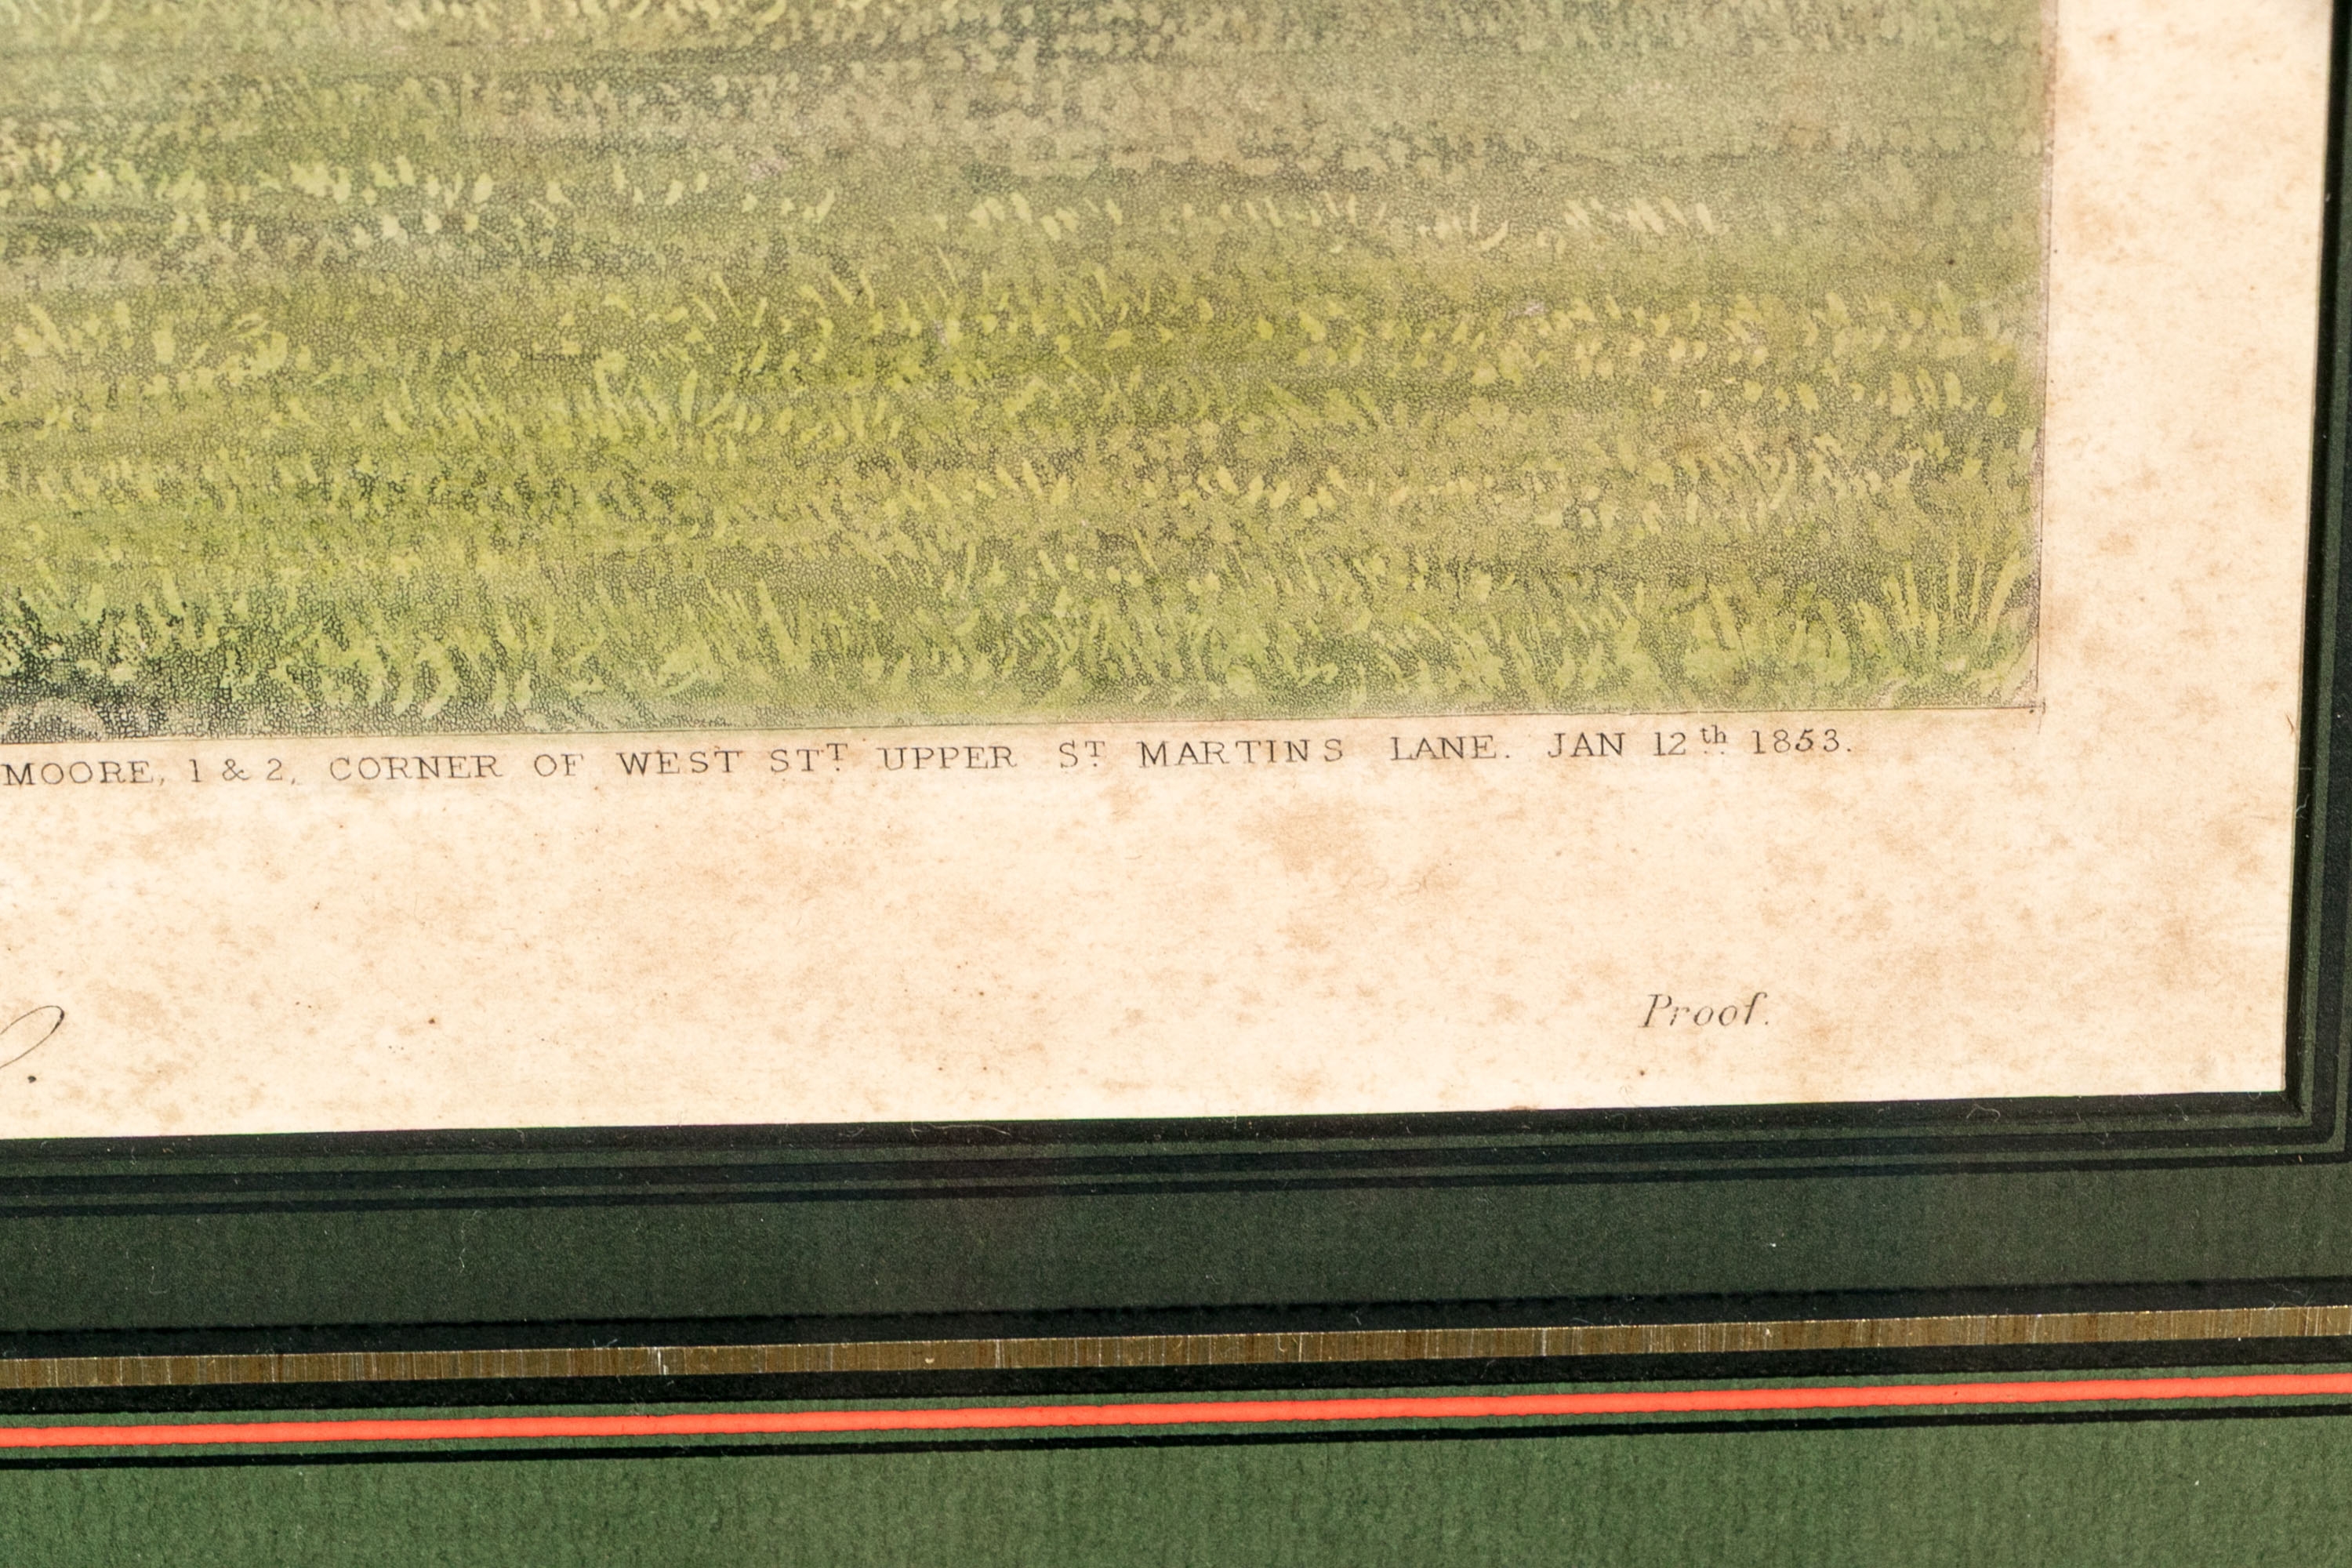 MOORE, 1 & 2, CORNER OF WEST STT. UPPER ST. MARTINS LANE. JAN 12th. 1853.
Proof.